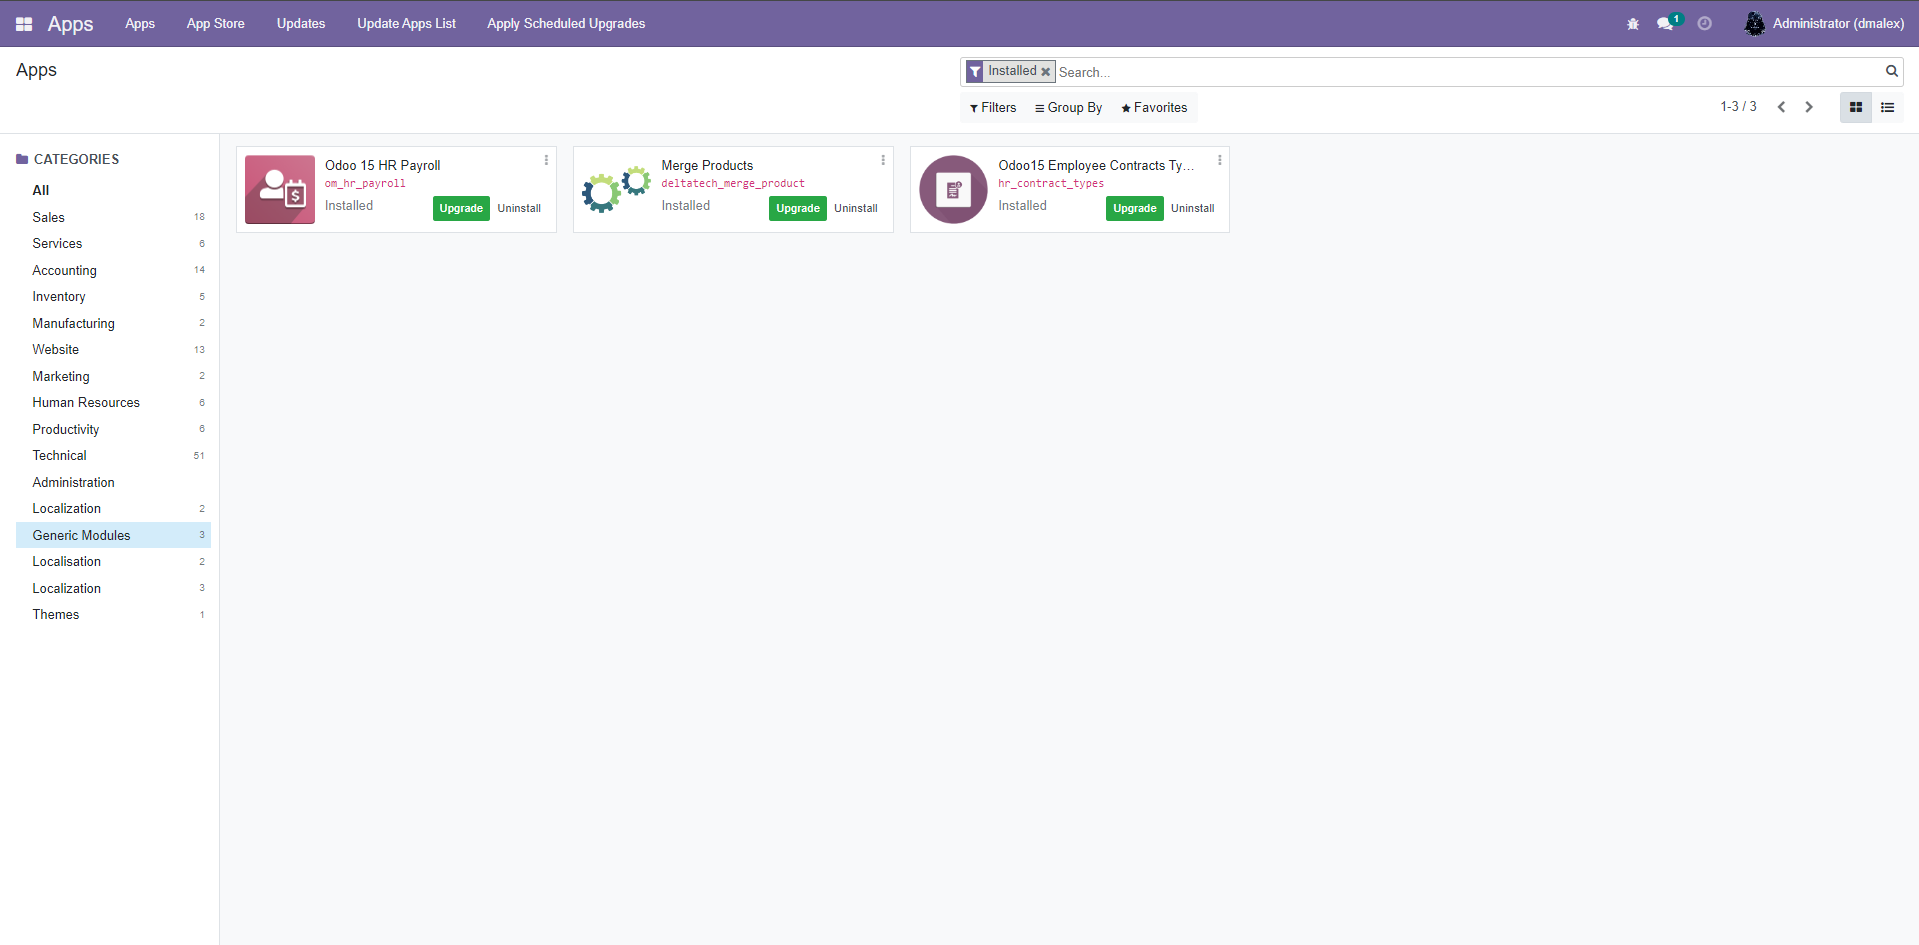 Apps
Apps
App Store
Updates
Update Apps List
Apply Scheduled Upgrades
1
Administrator (dmalex)
Apps
Installed
Search...
Filters
Group By
Favorites
1-3 / 3
CATEGORIES
All
Sales 18
Services 6
Accounting 14
Inventory 5
Manufacturing 2
Website 13
Marketing 2
Human Resources 6
Productivity 6
Technical 51
Administration
Localization 2
Generic Modules 3
Localisation 2
Localization 3
Themes 1
Odoo 15 HR Payroll
om_hr_payroll
Installed
Upgrade
Uninstall
Merge Products
deltatech_merge_product
Installed
Upgrade
Uninstall
Odoo15 Employee Contracts Ty...
hr_contract_types
Installed
Upgrade
Uninstall